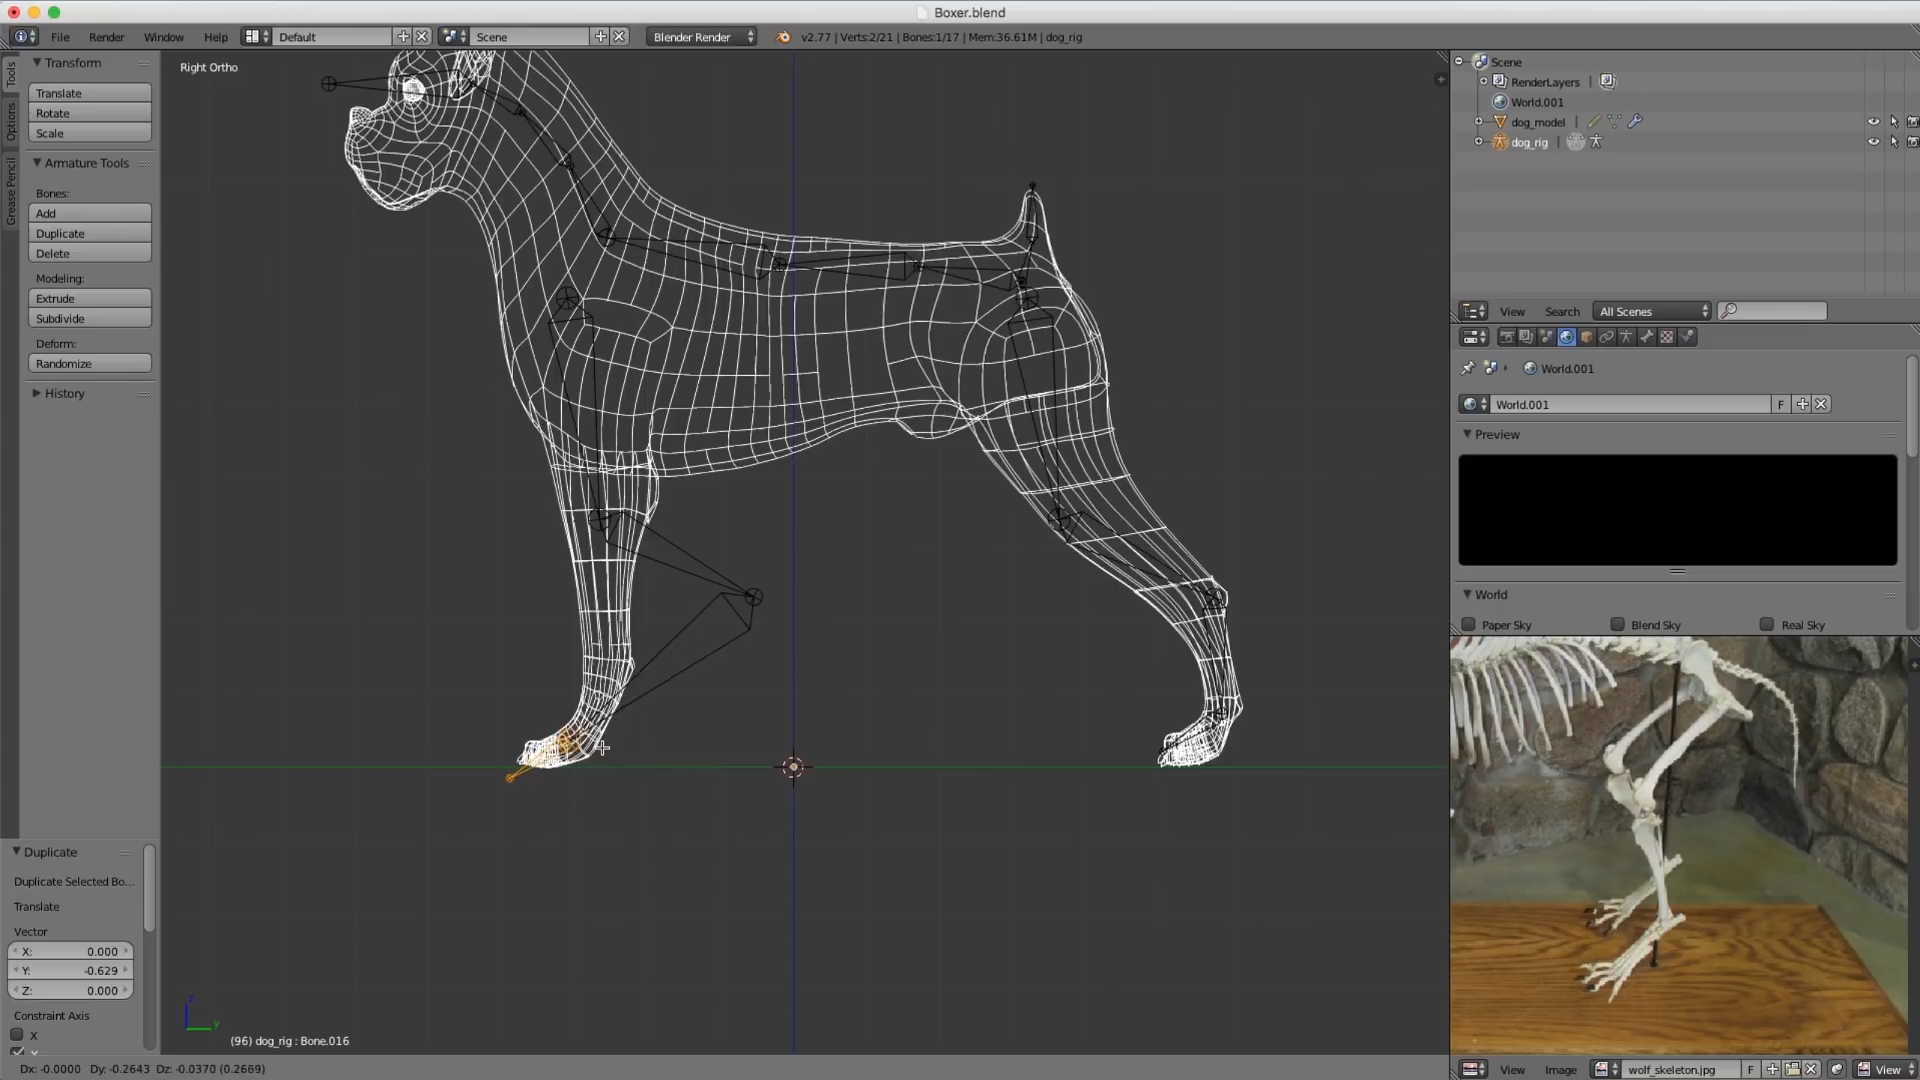 Boxer.blend
File Render Window Help Default Scene Blender Render v2.77 | Verts:2/21 | Bones:1/17 | Mem:36.61M | dog_rig
Tools
Options
Grease Pencil
Transform
Translate
Rotate
Scale
Armature Tools
Bones:
Add
Duplicate
Delete
Modeling:
Extrude
Subdivide
Deform:
Randomize
History
Duplicate
Duplicate Selected Bo...
Translate
Vector
X: 0.000
Y: -0.629
Z: 0.000
Constraint Axis
X
Right Ortho
z
y
(96) dog_rig : Bone.016
Dx: -0.0000 Dy: -0.2643 Dz: -0.0370 (0.2669)
Scene
RenderLayers |
World.001
dog_model |
dog_rig |
View Search All Scenes
World.001
World.001 F
Preview
World
Paper Sky Blend Sky Real Sky
View Image wolf_skeleton.jpg F View